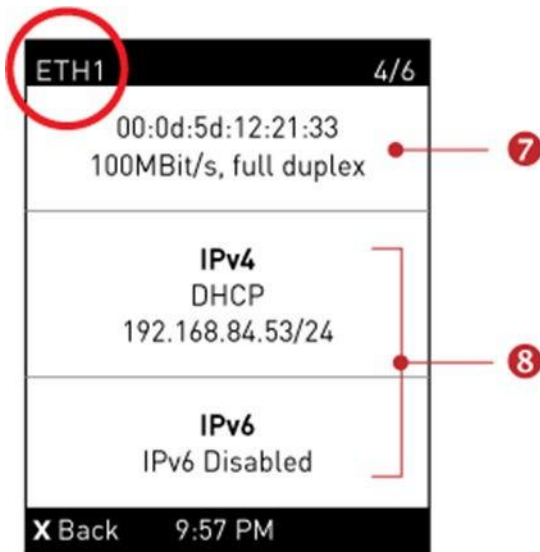 ETH1 4/6
00:0d:5d:12:21:33
100MBit/s, full duplex
7
IPv4
DHCP
192.168.84.53/24
8
IPv6
IPv6 Disabled
X Back 9:57 PM